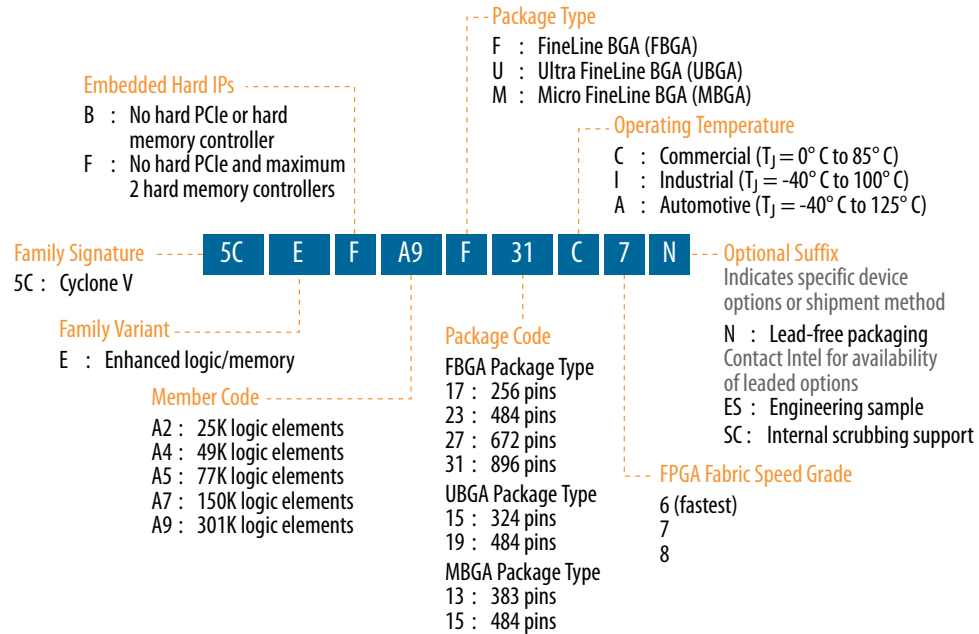 Package Type
F : FineLine BGA (FBGA)
U : Ultra FineLine BGA (UBGA)
M : Micro FineLine BGA (MBGA)
Embedded Hard IPs
B : No hard PCIe or hard
memory controller
F : No hard PCIe and maximum
2 hard memory controllers
Operating Temperature
C : Commercial (TJ = 0° C to 85° C)
I : Industrial (TJ = -40° C to 100° C)
A : Automotive (TJ = -40° C to 125° C)
Family Signature
5C : Cyclone V
5C E F A9 F 31 C 7 N
Optional Suffix
Indicates specific device
options or shipment method
N : Lead-free packaging
Contact Intel for availability
of leaded options
ES : Engineering sample
SC : Internal scrubbing support
Family Variant
E : Enhanced logic/memory
Member Code
A2 : 25K logic elements
A4 : 49K logic elements
A5 : 77K logic elements
A7 : 150K logic elements
A9 : 301K logic elements
Package Code
FBGA Package Type
17 : 256 pins
23 : 484 pins
27 : 672 pins
31 : 896 pins
UBGA Package Type
15 : 324 pins
19 : 484 pins
MBGA Package Type
13 : 383 pins
15 : 484 pins
FPGA Fabric Speed Grade
6 (fastest)
7
8